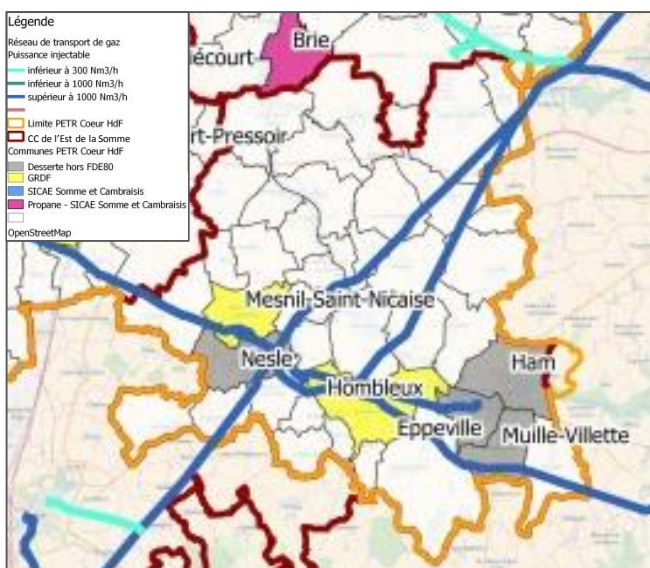 Légende
Réseau de transport de gaz
Puissance injectable
inférieur à 300 Nm3/h
inférieur à 1000 Nm3/h
supérieur à 1000 Nm3/h
Limite PETR Coeur HdF
CC de l'Est de la Somme
Communes PETR Coeur HdF
Desserte hors FDE80
GRDF
SICAE Somme et Cambraisis
Propane - SICAE Somme et Cambraisis
OpenStreetMap
Brie
écourt
rt-Pressoir
Mesnil-Saint-Nicaise
Nesle
Ham
Hombleux
Eppeville
Muille-Villette